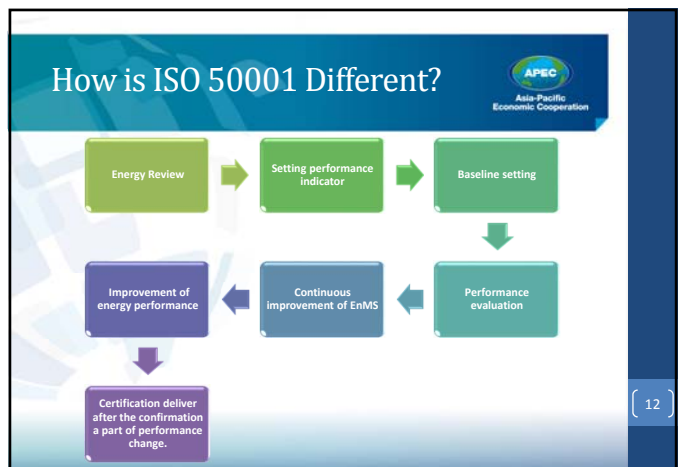 How is ISO 50001 Different?
APEC
Asia-Pacific
Economic Cooperation
Energy Review
Setting performance
indicator
Baseline setting
Performance
evaluation
Continuous
improvement of EnMS
Improvement of
energy performance
Certification deliver
after the confirmation
a part of performance
change.
12